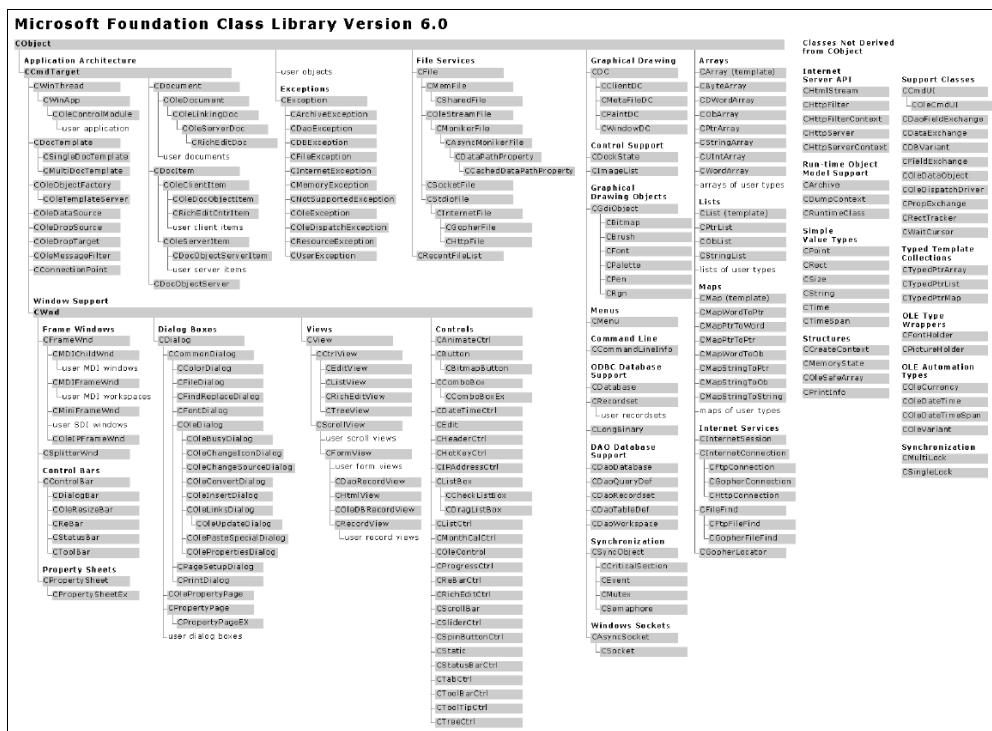 Microsoft Foundation Class Library Version 6.0
CObject
Application Architecture
CCmdTarget
CWinThread
CWinApp
COleControlModule
user application
CDocTemplate
CSingleDocTemplate
CMultiDocTemplate
COleObjectFactory
COleTemplateServer
COleDataSource
COleDropSource
COleDropTarget
COleMessageFilter
CConnectionPoint
CDocument
COleDocument
COleLinkingDoc
COleServerDoc
CRichEditDoc
user documents
CDocItem
COleClientItem
COleDocObjectItem
CRichEditCntrItem
user client items
COleServerItem
CDocObjectServerItem
user server items
CDocObjectServer
user objects
Exceptions
CException
CArchiveException
CDaoException
CDBException
CFileException
CInternetException
CMemoryException
CNotSupportedException
COleException
COleDispatchException
CResourceException
CUserException
File Services
CFile
CMemFile
CSharedFile
COleStreamFile
CMonikerFile
CAsyncMonikerFile
CDataPathProperty
CCachedDataPathProperty
CSocketFile
CStdioFile
CInternetFile
CGopherFile
CHttpFile
CRecentFileList
Window Support
CWnd
Frame Windows
CFrameWnd
CMDIChildWnd
user MDI windows
CMDIFrameWnd
user MDI workspaces
CMiniFrameWnd
user SDI windows
COleIPFrameWnd
CSplitterWnd
Control Bars
CControlBar
CDialogBar
COleResizeBar
CReBar
CStatusBar
CToolBar
Property Sheets
CPropertySheet
CPropertySheetEx
Dialog Boxes
CDialog
CCommonDialog
CColorDialog
CFileDialog
CFindReplaceDialog
CFontDialog
COleDialog
COleBusyDialog
COleChangeIconDialog
COleChangeSourceDialog
COleConvertDialog
COleInsertDialog
COleLinksDialog
COleUpdateDialog
COlePasteSpecialDialog
COlePropertiesDialog
CPageSetupDialog
CPrintDialog
COlePropertyPage
CPropertyPage
CPropertyPageEX
user dialog boxes
Views
CView
CCtrlView
CEditView
CListView
CRichEditView
CTreeView
CScrollView
user scroll views
CFormView
user form views
CDaoRecordView
CHtmlView
COleDBRecordView
CRecordView
user record views
Controls
CAnimateCtrl
CButton
CBitmapButton
CComboBox
CComboBoxEx
CDateTimeCtrl
CEdit
CHeaderCtrl
CHotKeyCtrl
CIPAddressCtrl
CListBox
CCheckListBox
CDragListBox
CListCtrl
CMonthCalCtrl
COleControl
CProgressCtrl
CReBarCtrl
CRichEditCtrl
CScrollBar
CSliderCtrl
CSpinButtonCtrl
CStatic
CStatusBarCtrl
CTabCtrl
CToolBarCtrl
CToolTipCtrl
CTreeCtrl
Graphical Drawing
CDC
CClientDC
CMetaFileDC
CPaintDC
CWindowDC
Control Support
CDockState
CImageList
Graphical
Drawing Objects
CGdiObject
CBitmap
CBrush
CFont
CPalette
CPen
CRgn
Menus
CMenu
Command Line
CCommandLineInfo
ODBC Database
Support
CDatabase
CRecordset
user recordsets
CLongBinary
DAO Database
Support
CDaoDatabase
CDaoQueryDef
CDaoRecordset
CDaoTableDef
CDaoWorkspace
Synchronization
CSyncObject
CCriticalSection
CEvent
CMutex
CSemaphore
Windows Sockets
CAsyncSocket
CSocket
Arrays
CArray (template)
CByteArray
CDWordArray
CObArray
CPtrArray
CStringArray
CUIntArray
CWordArray
arrays of user types
Lists
CList (template)
CPtrList
CObList
CStringList
lists of user types
Maps
CMap (template)
CMapWordToPtr
CMapPtrToWord
CMapPtrToPtr
CMapWordToOb
CMapStringToPtr
CMapStringToOb
CMapStringToString
maps of user types
Internet Services
CInternetSession
CInternetConnection
CFtpConnection
CGopherConnection
CHttpConnection
CFileFind
CFtpFileFind
CGopherFileFind
CGopherLocator
Classes Not Derived
from CObject
Internet
Server API
CHtmlStream
CHttpFilter
CHttpFilterContext
CHttpServer
CHttpServerContext
Run-time Object
Model Support
CArchive
CDumpContext
CRuntimeClass
Simple
Value Types
CPoint
CRect
CSize
CString
CTime
CTimeSpan
Structures
CCreateContext
CMemoryState
COleSafeArray
CPrintInfo
Support Classes
CCmdUI
COleCmdUI
CDaoFieldExchange
CDataExchange
CDBVariant
CFieldExchange
COleDataObject
COleDispatchDriver
CPropExchange
CRectTracker
CWaitCursor
Typed Template
Collections
CTypedPtrArray
CTypedPtrList
CTypedPtrMap
OLE Type
Wrappers
CFontHolder
CPictureHolder
OLE Automation
Types
COleCurrency
COleDateTime
COleDateTimeSpan
COleVariant
Synchronization
CMultiLock
CSingleLock